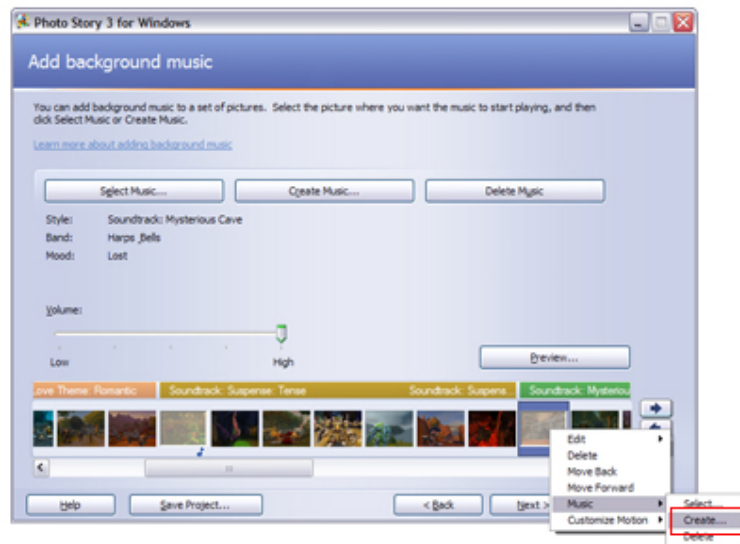 Photo Story 3 for Windows
Add background music
You can add background music to a set of pictures. Select the picture where you want the music to start playing, and then
click Select Music or Create Music.
Learn more about adding background music
Select Music... Create Music... Delete Music
Style: Soundtrack: Mysterious Cave
Band: Harps_Bells
Mood: Lost
Volume:
Low High
Preview...
Love Theme: Romantic Soundtrack: Suspense: Tense Soundtrack: Suspens Soundtrack: Mysteriou
Edit
Delete
Move Back
Move Forward
Music Select...
Customize Motion Create...
Delete
Help Save Project... < Back Next >